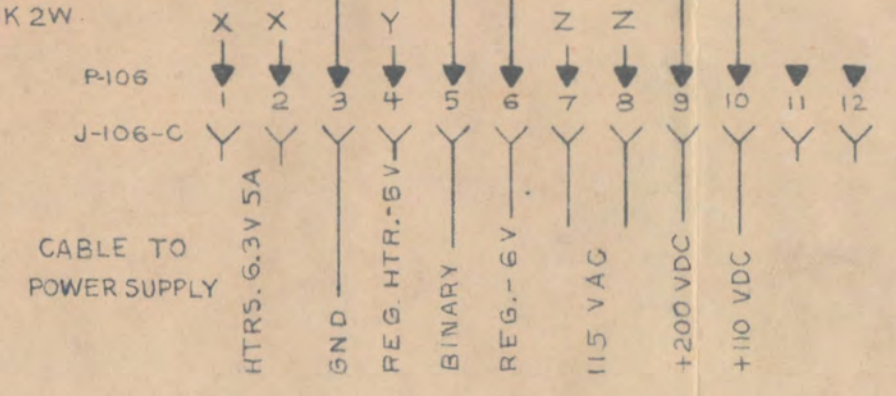 K 2W.
X X Y Z Z
P-106
1 2 3 4 5 6 7 8 9 10 11 12
J-106-C
CABLE TO
POWER SUPPLY
HTRS. 6.3V 5A
GND
REG. HTR.-6V
BINARY
REG.-6V
115 VAC
+200 VDC
+110 VDC